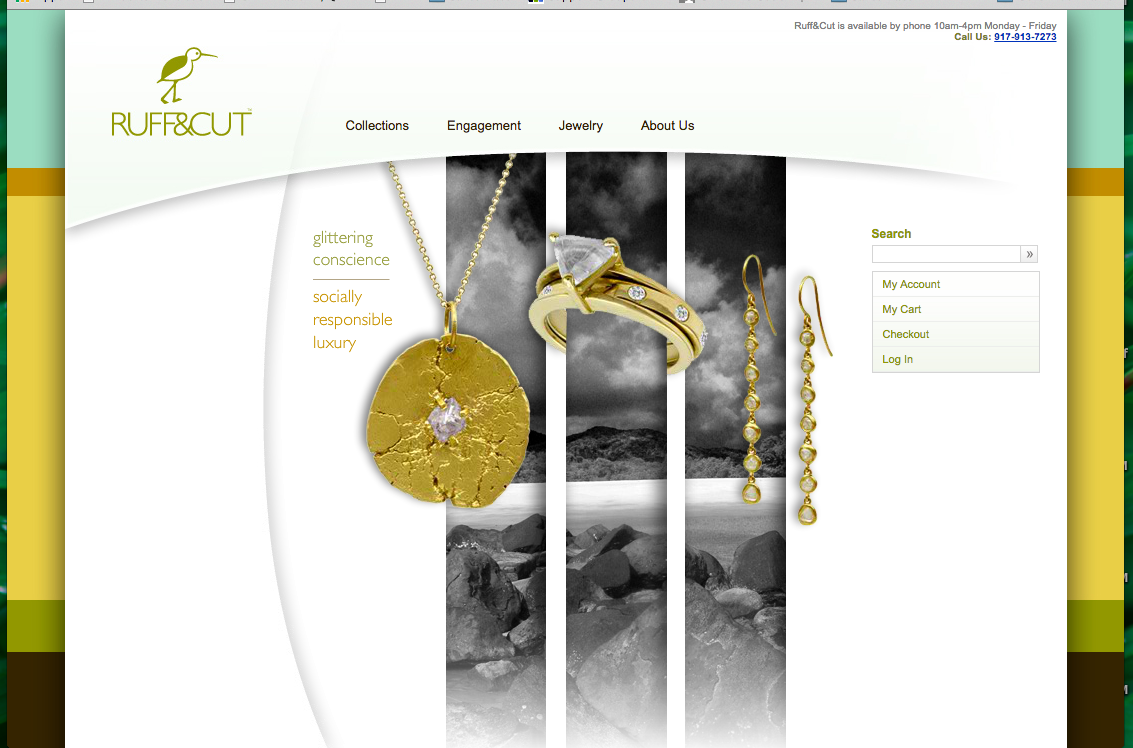 Ruff&Cut is available by phone 10am-4pm Monday - Friday
Call Us: 917-913-7273
RUFF&CUT™
Collections Engagement Jewelry About Us
glittering
conscience
socially
responsible
luxury
Search
»
My Account
My Cart
Checkout
Log In